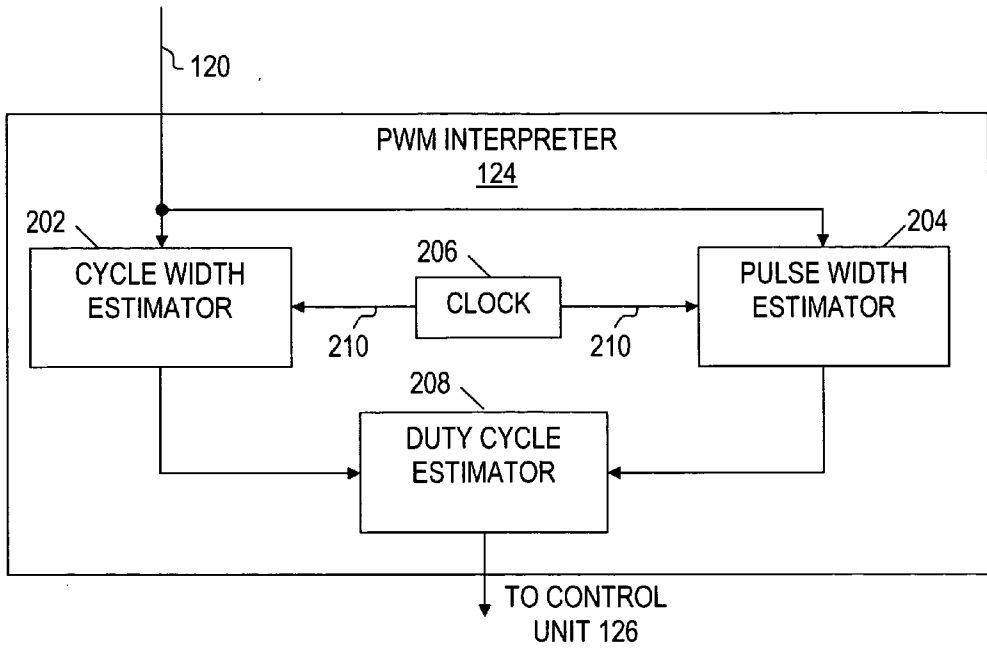 120
PWM INTERPRETER
124
202
CYCLE WIDTH
ESTIMATOR
206
CLOCK
204
PULSE WIDTH
ESTIMATOR
210
210
208
DUTY CYCLE
ESTIMATOR
TO CONTROL
UNIT 126